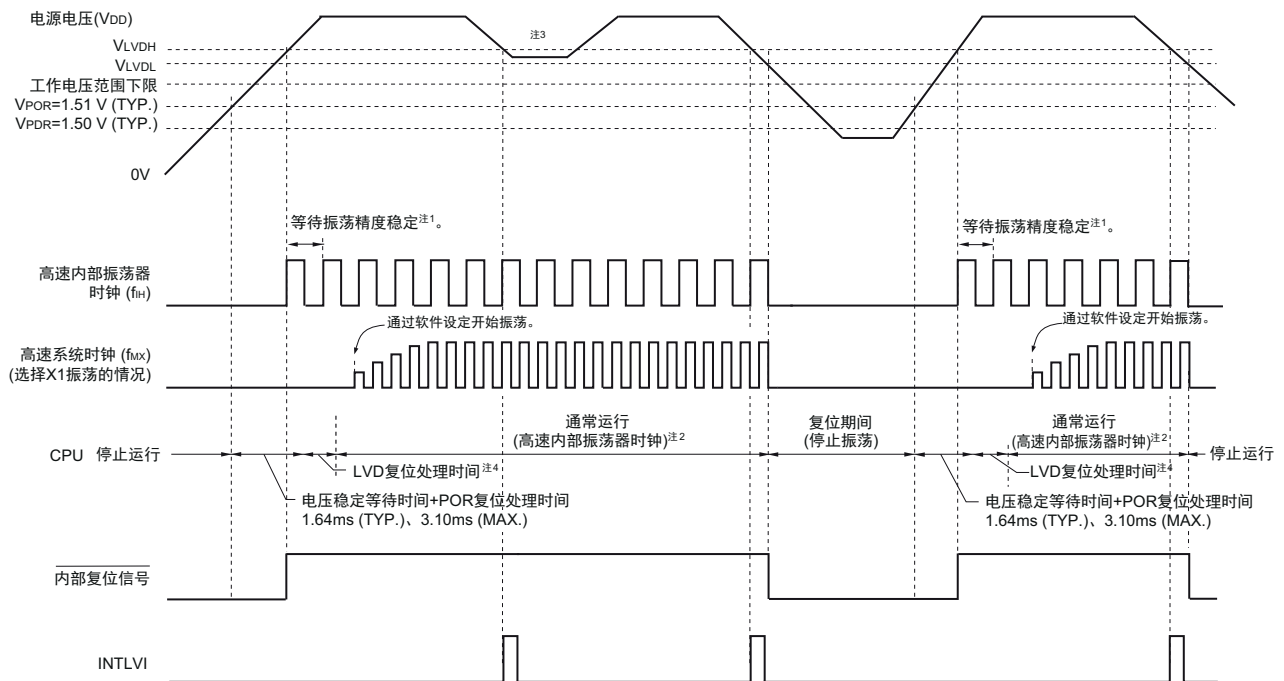 电源电压(VDD)
注3
VLVDH
VLVDL
工作电压范围下限
VPOR=1.51 V (TYP.)
VPDR=1.50 V (TYP.)
0V
等待振荡精度稳定注1。
等待振荡精度稳定注1。
高速内部振荡器
时钟 (fIH)
通过软件设定开始振荡。
通过软件设定开始振荡。
高速系统时钟 (fMX)
(选择X1振荡的情况)
通常运行
(高速内部振荡器时钟)注2
复位期间
(停止振荡)
通常运行
(高速内部振荡器时钟)注2
CPU 停止运行
停止运行
LVD复位处理时间注4
LVD复位处理时间注4
电压稳定等待时间+POR复位处理时间
1.64ms (TYP.)、3.10ms (MAX.)
电压稳定等待时间+POR复位处理时间
1.64ms (TYP.)、3.10ms (MAX.)
内部复位信号
INTLVI